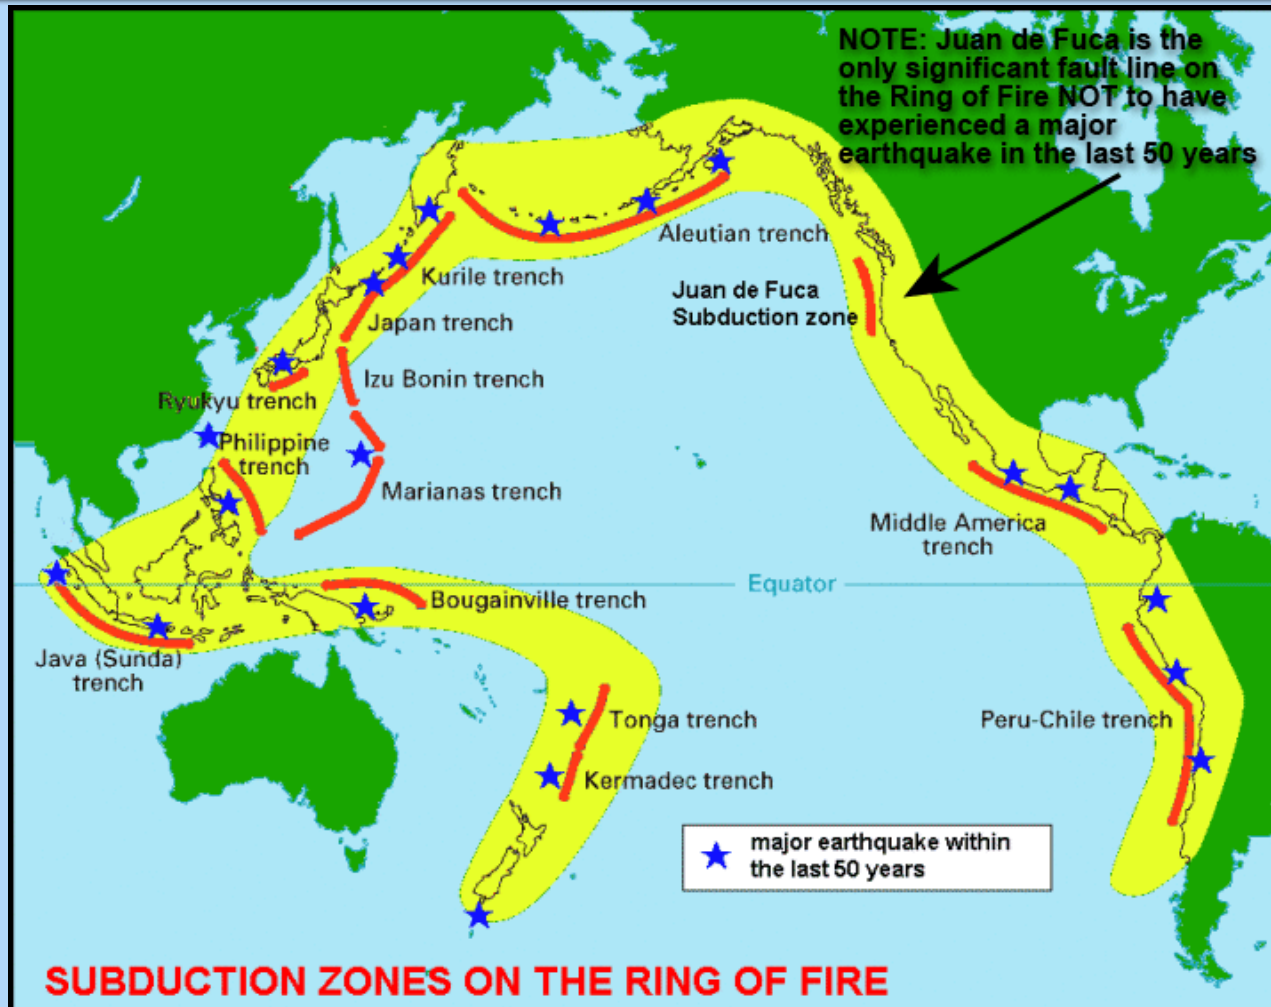 NOTE: Juan de Fuca is the
only significant fault line on
the Ring of Fire NOT to have
experienced a major
earthquake in the last 50 years
Aleutian trench
Kurile trench
Juan de Fuca
Subduction zone
Japan trench
Izu Bonin trench
Ryukyu trench
Philippine
trench
Marianas trench
Middle America
trench
Equator
Bougainville trench
Java (Sunda)
trench
Tonga trench
Peru-Chile trench
Kermadec trench
major earthquake within
the last 50 years
SUBDUCTION ZONES ON THE RING OF FIRE